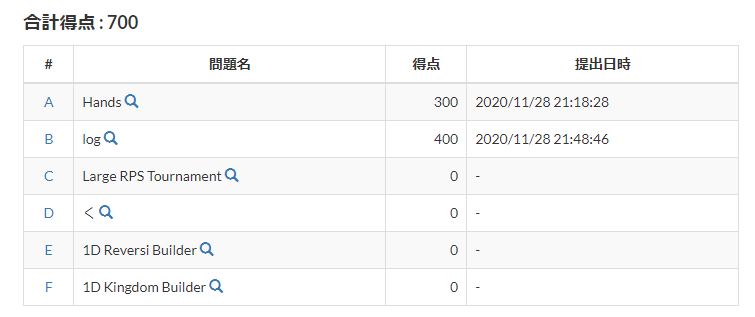 合計得点 : 700
# 問題名 得点 提出日時
A Hands 300 2020/11/28 21:18:28
B log 400 2020/11/28 21:48:46
C Large RPS Tournament 0 -
D く 0 -
E 1D Reversi Builder 0 -
F 1D Kingdom Builder 0 -